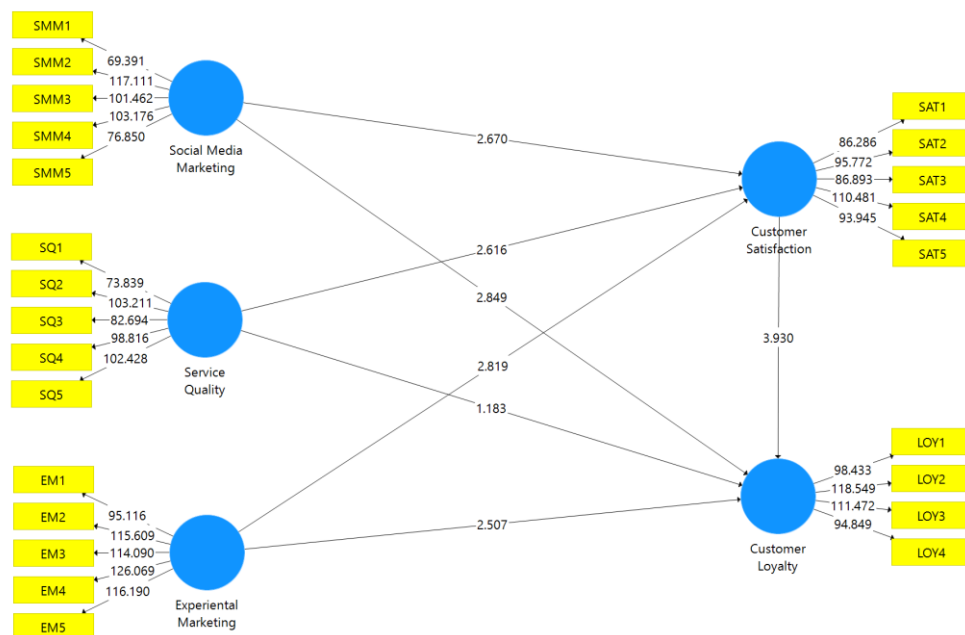 SMM1
SMM2
SMM3
SMM4
SMM5
69.391
117.111
101.462
103.176
76.850
Social Media
Marketing
SQ1
SQ2
SQ3
SQ4
SQ5
73.839
103.211
82.694
98.816
102.428
Service
Quality
EM1
EM2
EM3
EM4
EM5
95.116
115.609
114.090
126.069
116.190
Experiental
Marketing
2.670
2.616
2.849
2.819
1.183
2.507
3.930
Customer
Satisfaction
86.286
95.772
86.893
110.481
93.945
SAT1
SAT2
SAT3
SAT4
SAT5
Customer
Loyalty
98.433
118.549
111.472
94.849
LOY1
LOY2
LOY3
LOY4